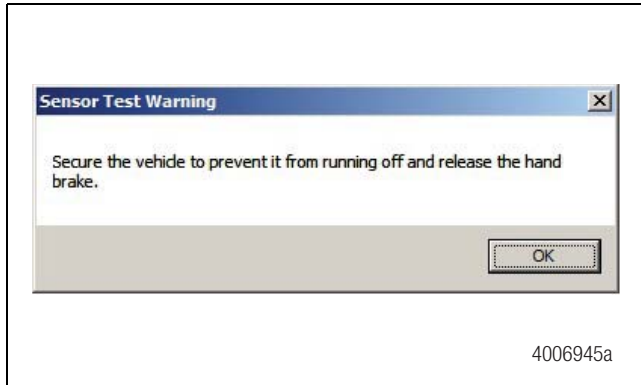 Sensor Test Warning
Secure the vehicle to prevent it from running off and release the hand
brake.
OK
4006945a